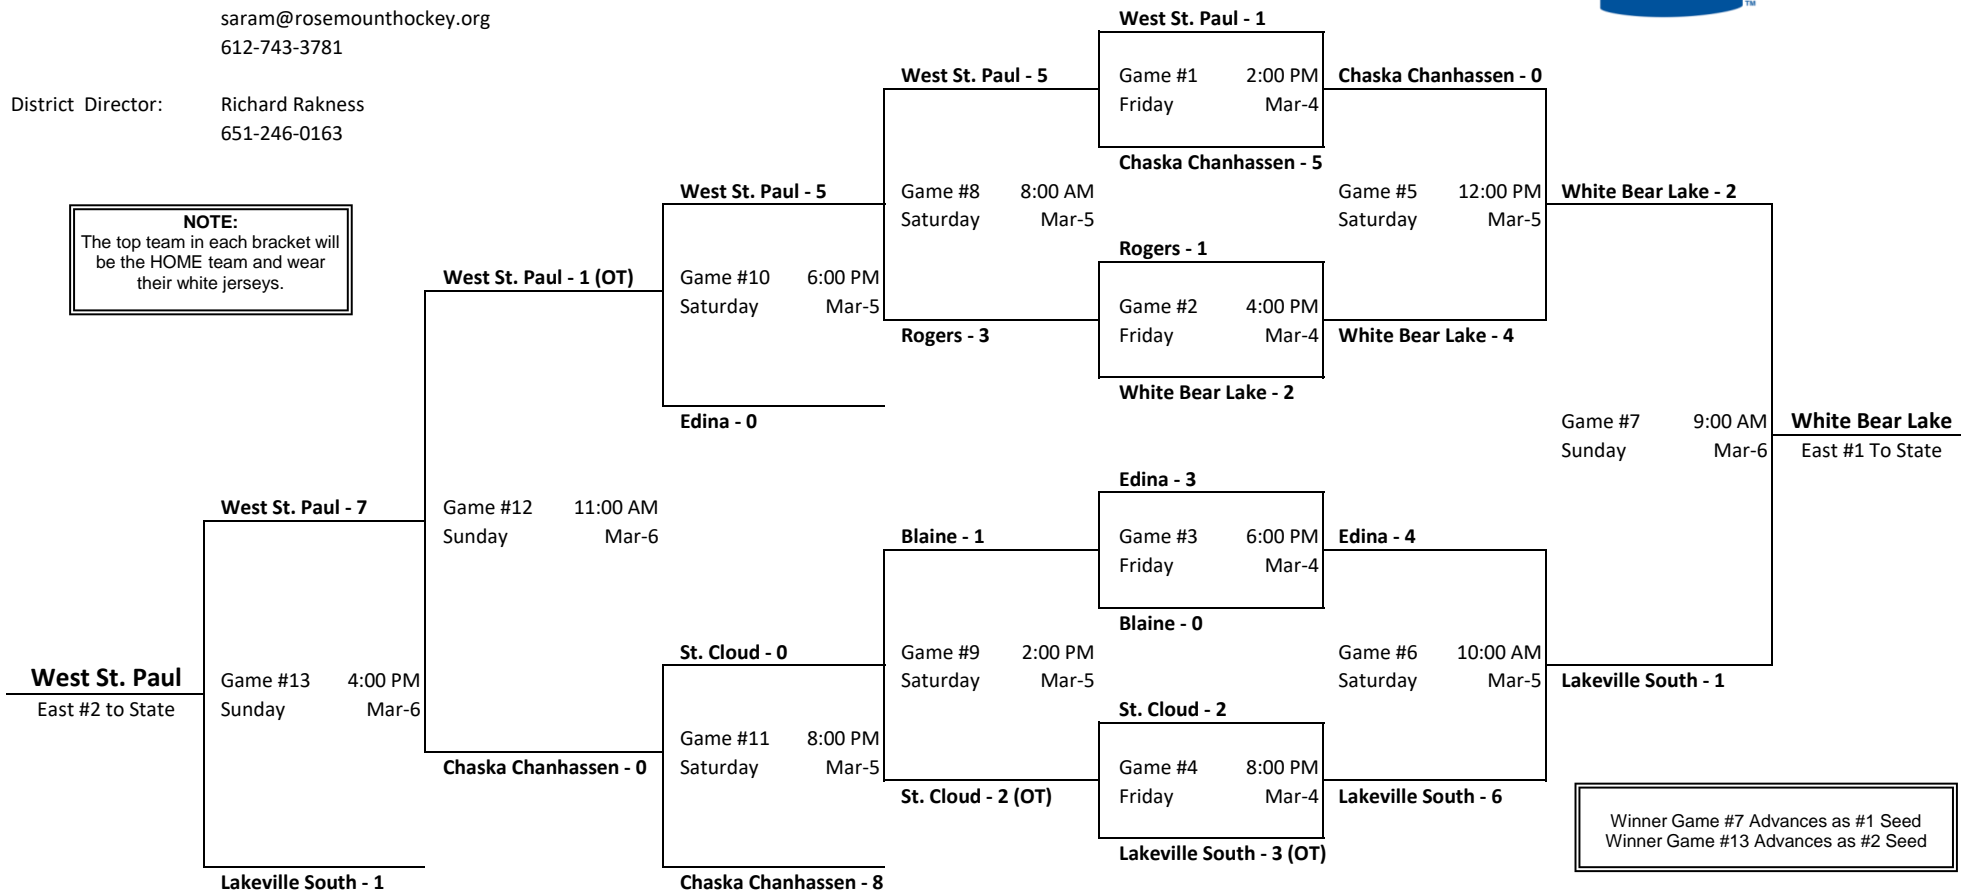 saram@rosemounthockey.org
612-743-3781
District  Director:
Richard Rakness
651-246-0163
NOTE:
The top team in each bracket will
be the HOME team and wear
their white jerseys.
West St. Paul - 1
Game #1 2:00 PM
Friday Mar-4
Chaska Chanhassen - 5
Rogers - 1
Game #2 4:00 PM
Friday Mar-4
White Bear Lake - 2
Edina - 3
Game #3 6:00 PM
Friday Mar-4
Blaine - 0
St. Cloud - 2
Game #4 8:00 PM
Friday Mar-4
Lakeville South - 3 (OT)
Chaska Chanhassen - 0
Game #5 12:00 PM
Saturday Mar-5
White Bear Lake - 4
Edina - 4
Game #6 10:00 AM
Saturday Mar-5
Lakeville South - 6
White Bear Lake - 2
Game #7 9:00 AM
Sunday Mar-6
Lakeville South - 1
White Bear Lake
East #1 To State
West St. Paul - 5
Game #8 8:00 AM
Saturday Mar-5
Rogers - 3
Blaine - 1
Game #9 2:00 PM
Saturday Mar-5
St. Cloud - 2 (OT)
West St. Paul - 5
Game #10 6:00 PM
Saturday Mar-5
Edina - 0
St. Cloud - 0
Game #11 8:00 PM
Saturday Mar-5
Chaska Chanhassen - 8
West St. Paul - 1 (OT)
Game #12 11:00 AM
Sunday Mar-6
Chaska Chanhassen - 0
West St. Paul - 7
Game #13 4:00 PM
Sunday Mar-6
Lakeville South - 1
West St. Paul
East #2 to State
Winner Game #7 Advances as #1 Seed
Winner Game #13 Advances as #2 Seed
TM